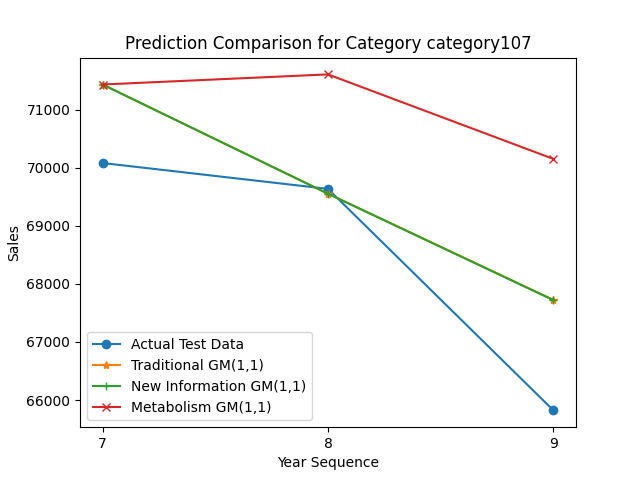 Prediction Comparison for Category category107
Sales
71000
70000
69000
68000
67000
66000
Actual Test Data
Traditional GM(1,1)
New Information GM(1,1)
Metabolism GM(1,1)
7
8
9
Year Sequence